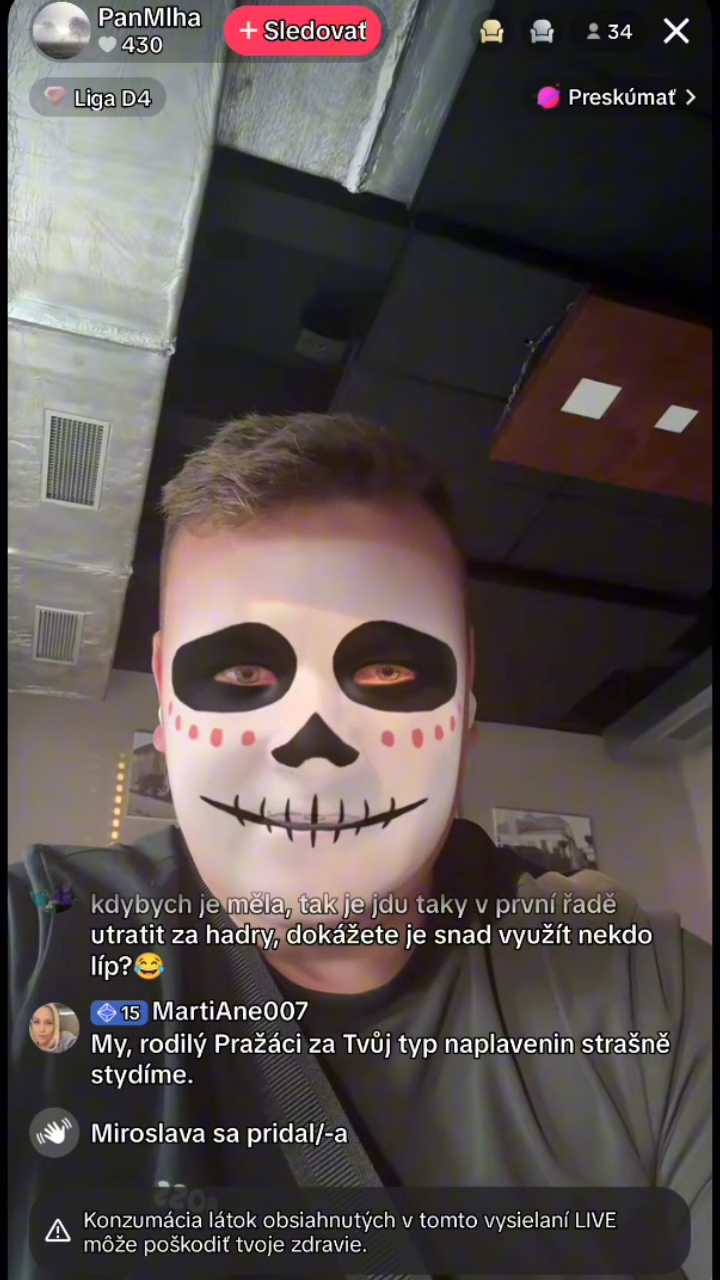 PanMlha
430
+ Sledovať
34
Liga D4
Preskúmať
kdybych je měla, tak je jdu taky v první řadě
utratit za hadry, dokážete je snad využít nekdo
líp?😂
15 MartiAne007
My, rodilý Pražáci za Tvůj typ naplavenin strašně
stydíme.
Miroslava sa pridal/-a
Konzumácia látok obsiahnutých v tomto vysielaní LIVE
môže poškodiť tvoje zdravie.